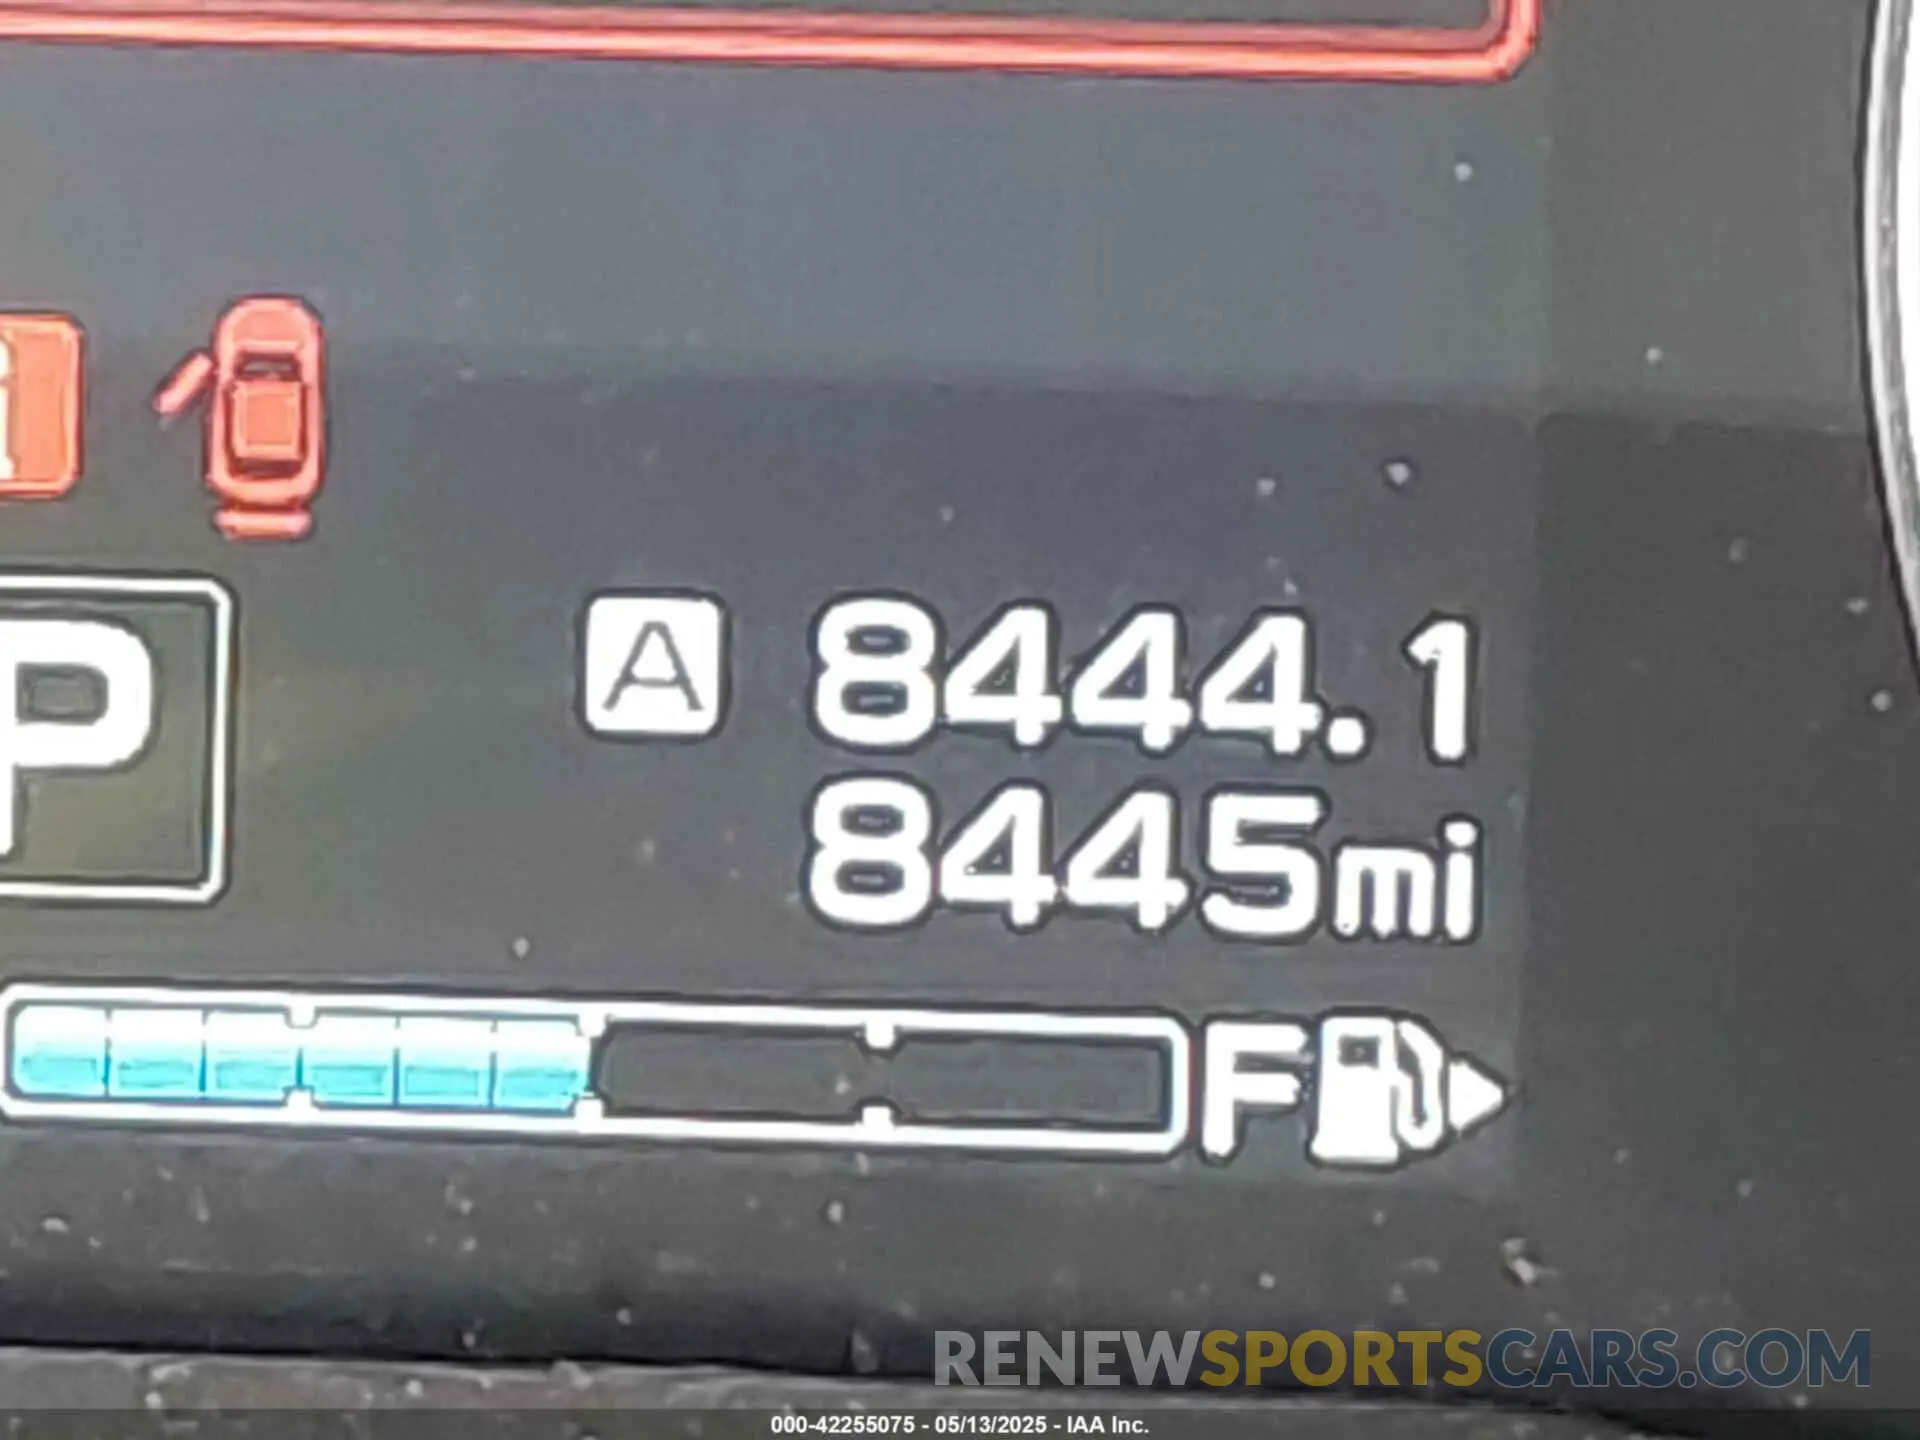 P
A 8444.1
8445mi
F
RENEWSPORTSCARS.COM
000-42255075 - 05/13/2025 - IAA Inc.